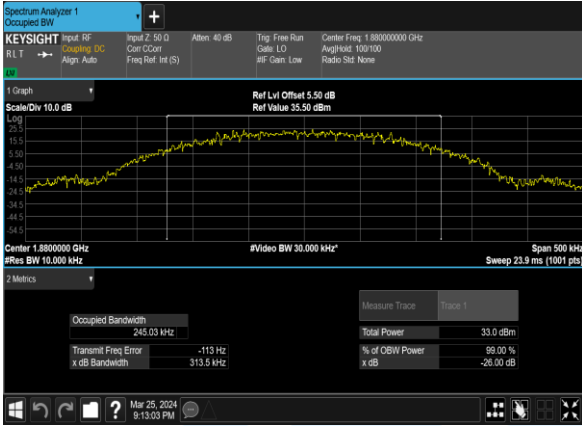 Spectrum Analyzer 1
Occupied BW
+
KEYSIGHT
RLT
LW
Input: RF
Coupling: DC
Align: Auto
Input Z: 50 Ω
Corr CCorr
Freq Ref: Int (S)
Atten: 40 dB
Trig: Free Run
Gate: LO
#IF Gain: Low
Center Freq: 1.880000000 GHz
Avg|Hold: 100/100
Radio Std: None
1 Graph
Scale/Div 10.0 dB
Ref Lvl Offset 5.50 dB
Ref Value 35.50 dBm
Log
25.5
15.5
5.50
-4.50
-14.5
-24.5
-34.5
-44.5
-54.5
Center 1.8800000 GHz
#Res BW 10.000 kHz
#Video BW 30.000 kHz*
Span 500 kHz
Sweep 23.9 ms (1001 pts)
2 Metrics
Measure Trace Trace 1
Occupied Bandwidth
245.03 kHz
Total Power 33.0 dBm
Transmit Freq Error -113 Hz
% of OBW Power 99.00 %
x dB Bandwidth 313.5 kHz
x dB -26.00 dB
?
Mar 25, 2024
9:13:03 PM